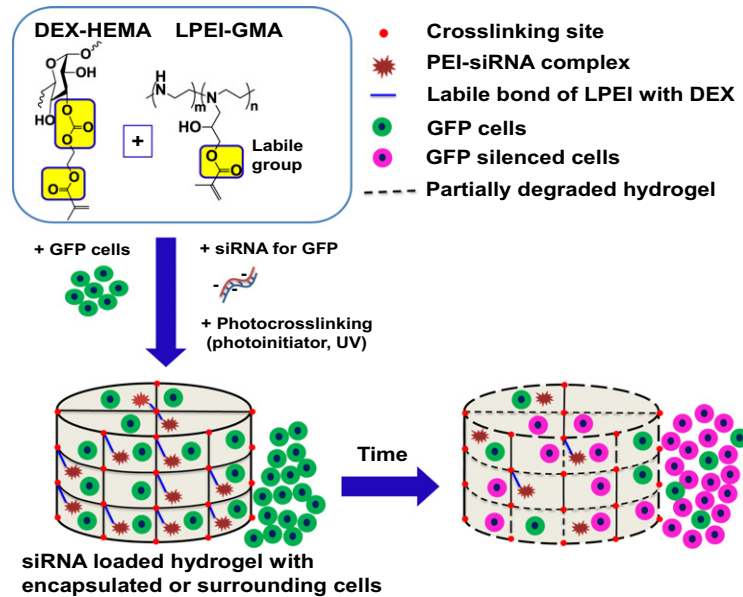 DEX-HEMA LPEI-GMA
O
O
OH
HO
O
O
O
O
O
O
+
H
N
m
N
n
HO
O
O
Labile
group
Crosslinking site
PEI-siRNA complex
Labile bond of LPEI with DEX
GFP cells
GFP silenced cells
Partially degraded hydrogel
+ GFP cells
+ siRNA for GFP
+ Photocrosslinking
(photoinitiator, UV)
Time
siRNA loaded hydrogel with
encapsulated or surrounding cells